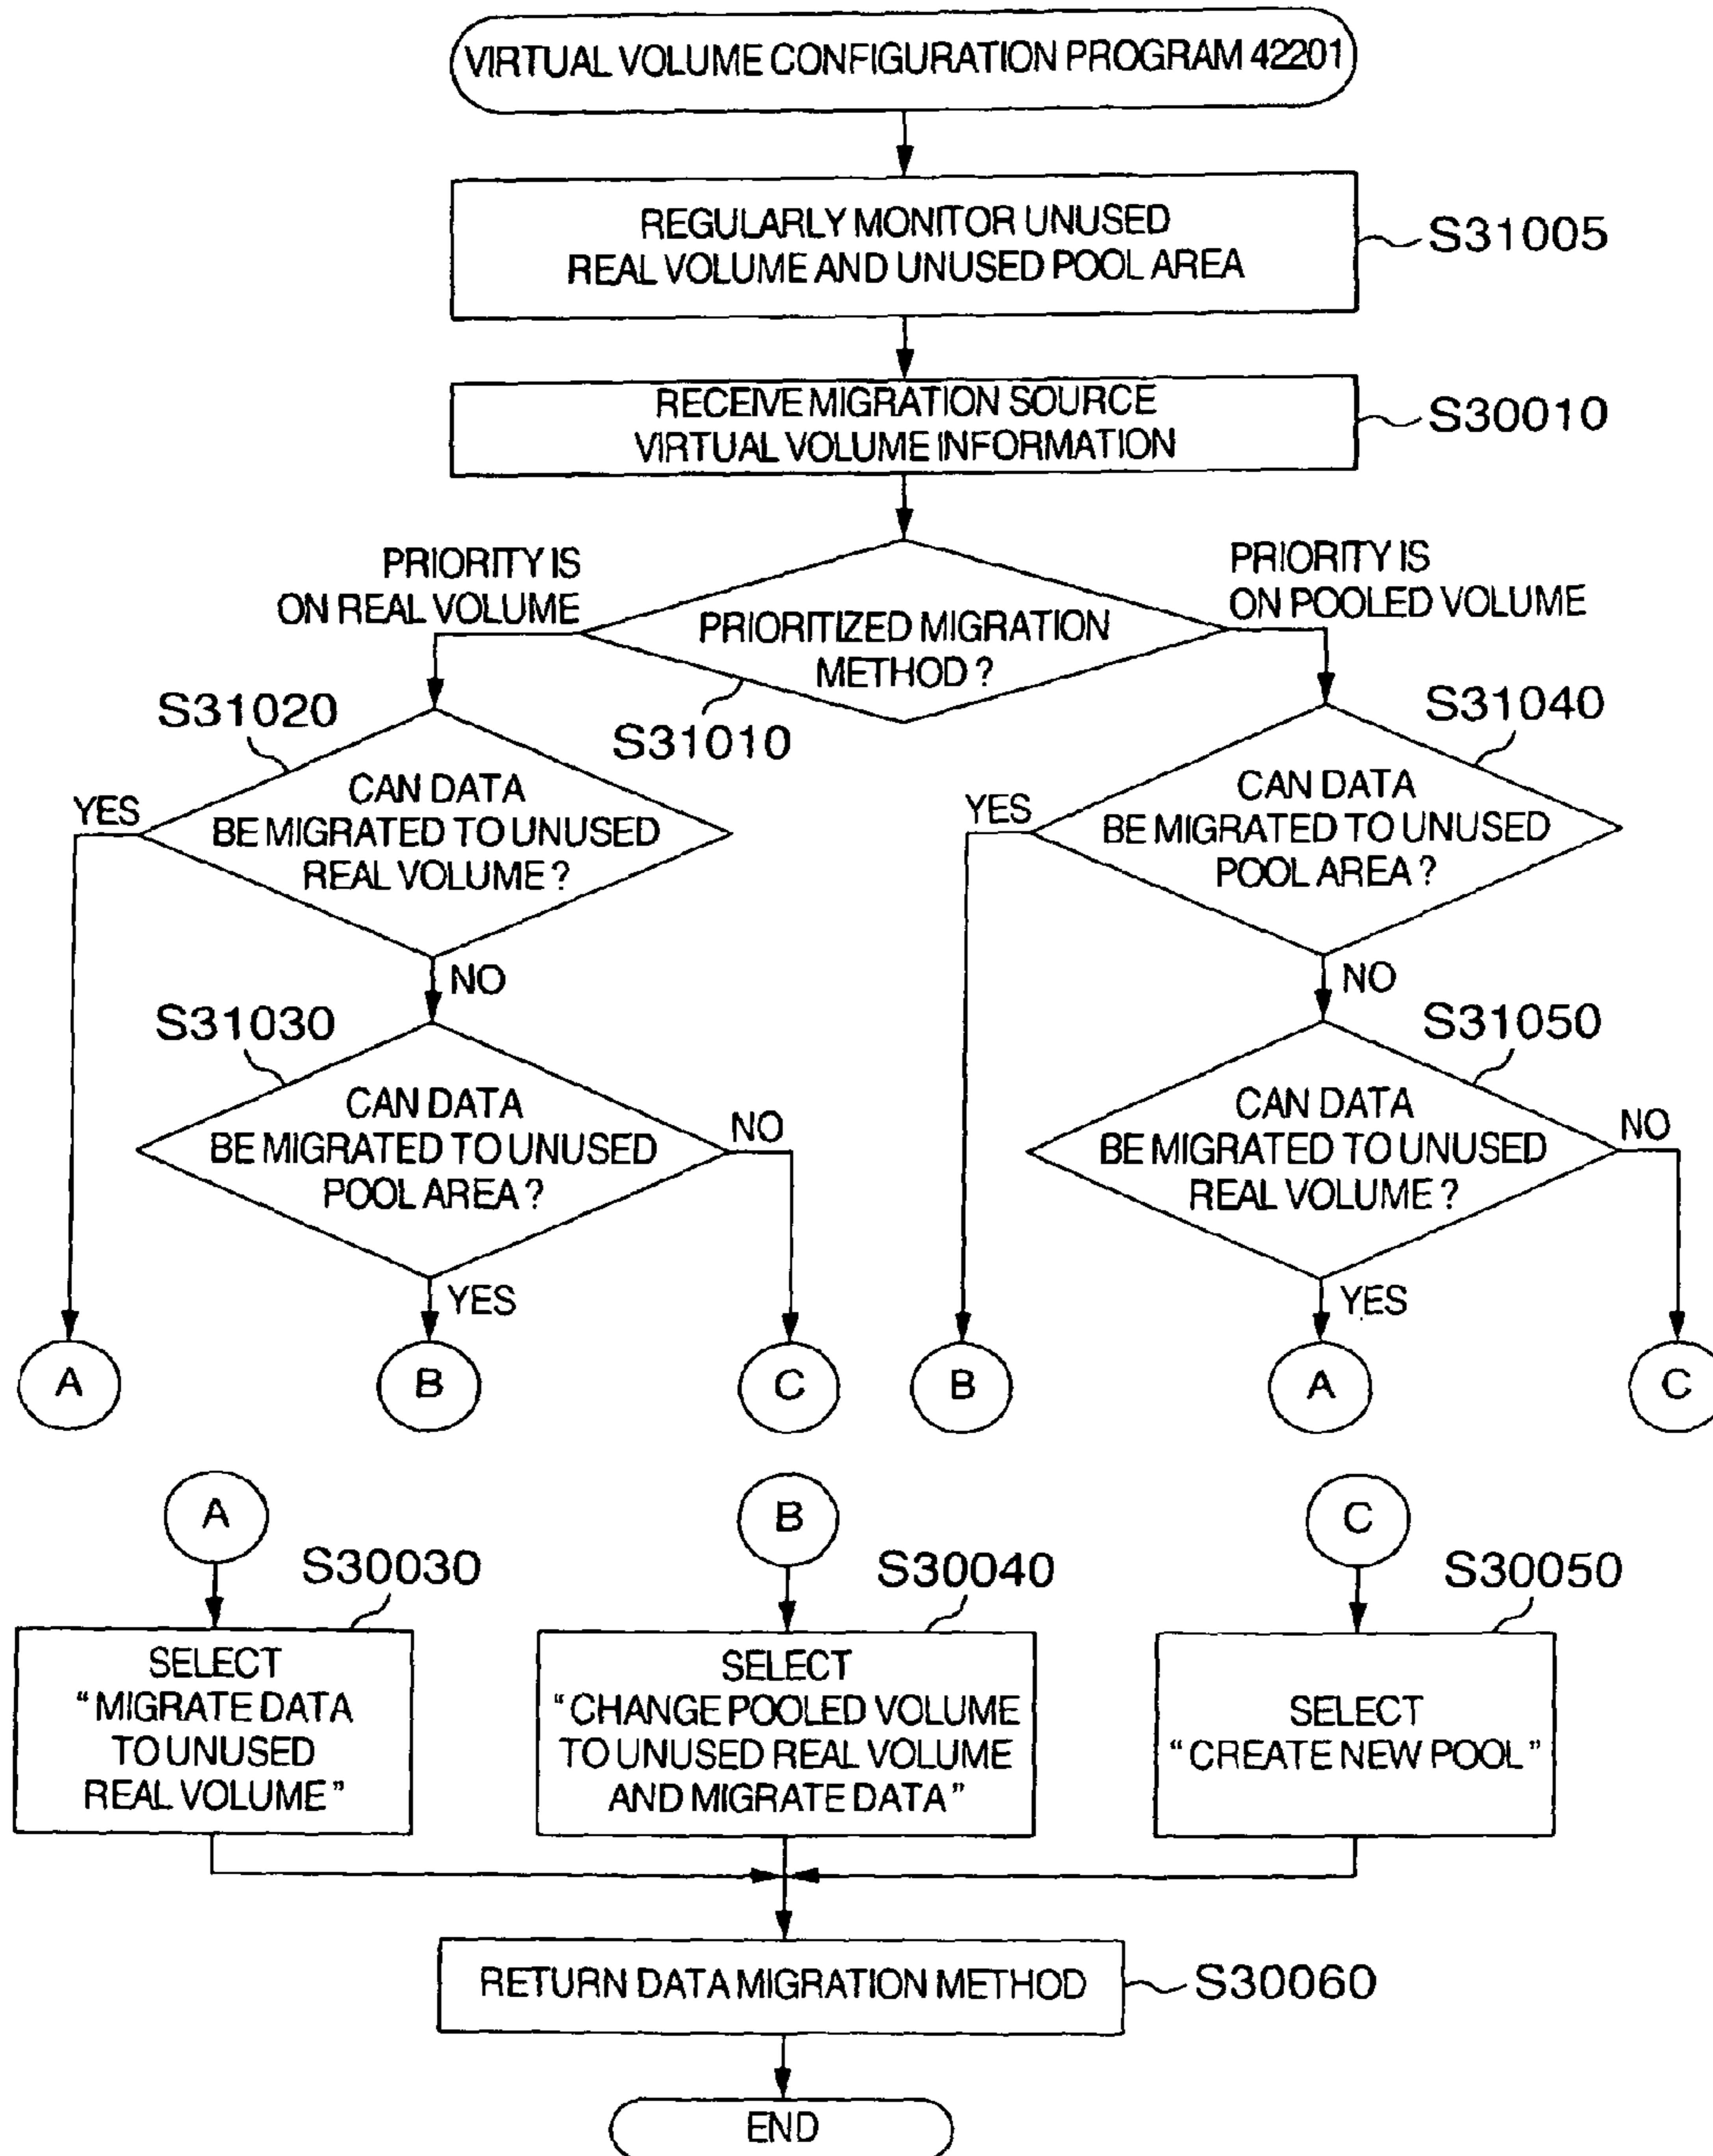 VIRTUAL VOLUME CONFIGURATION PROGRAM 42201
REGULARLY MONITOR UNUSED
REAL VOLUME AND UNUSED POOL AREA
S31005
RECEIVE MIGRATION SOURCE
VIRTUAL VOLUME INFORMATION
S30010
PRIORITY IS
ON REAL VOLUME
PRIORITIZED MIGRATION
METHOD ?
S31010
PRIORITY IS
ON POOLED VOLUME
S31020
CAN DATA
BE MIGRATED TO UNUSED
REAL VOLUME ?
YES
NO
S31040
CAN DATA
BE MIGRATED TO UNUSED
POOL AREA ?
YES
NO
S31030
CAN DATA
BE MIGRATED TO UNUSED
POOL AREA ?
NO
YES
S31050
CAN DATA
BE MIGRATED TO UNUSED
REAL VOLUME ?
NO
YES
A
B
C
B
A
C
A
S30030
SELECT
“MIGRATE DATA
TO UNUSED
REAL VOLUME”
B
S30040
SELECT
“CHANGE POOLED VOLUME
TO UNUSED REAL VOLUME
AND MIGRATE DATA”
C
S30050
SELECT
“CREATE NEW POOL”
RETURN DATA MIGRATION METHOD
S30060
END